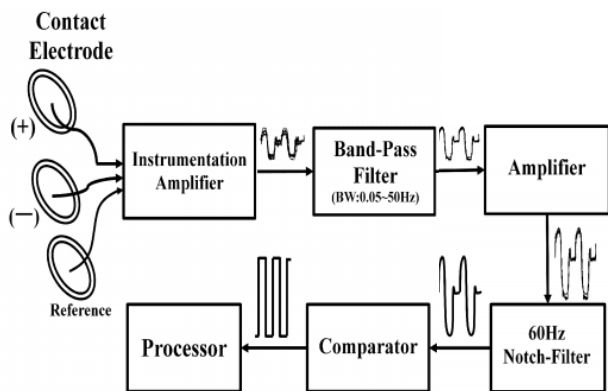 Contact
Electrode
(+)
(−)
Reference
Instrumentation
Amplifier
Band-Pass
Filter
(BW:0.05~50Hz)
Amplifier
60Hz
Notch-Filter
Comparator
Processor